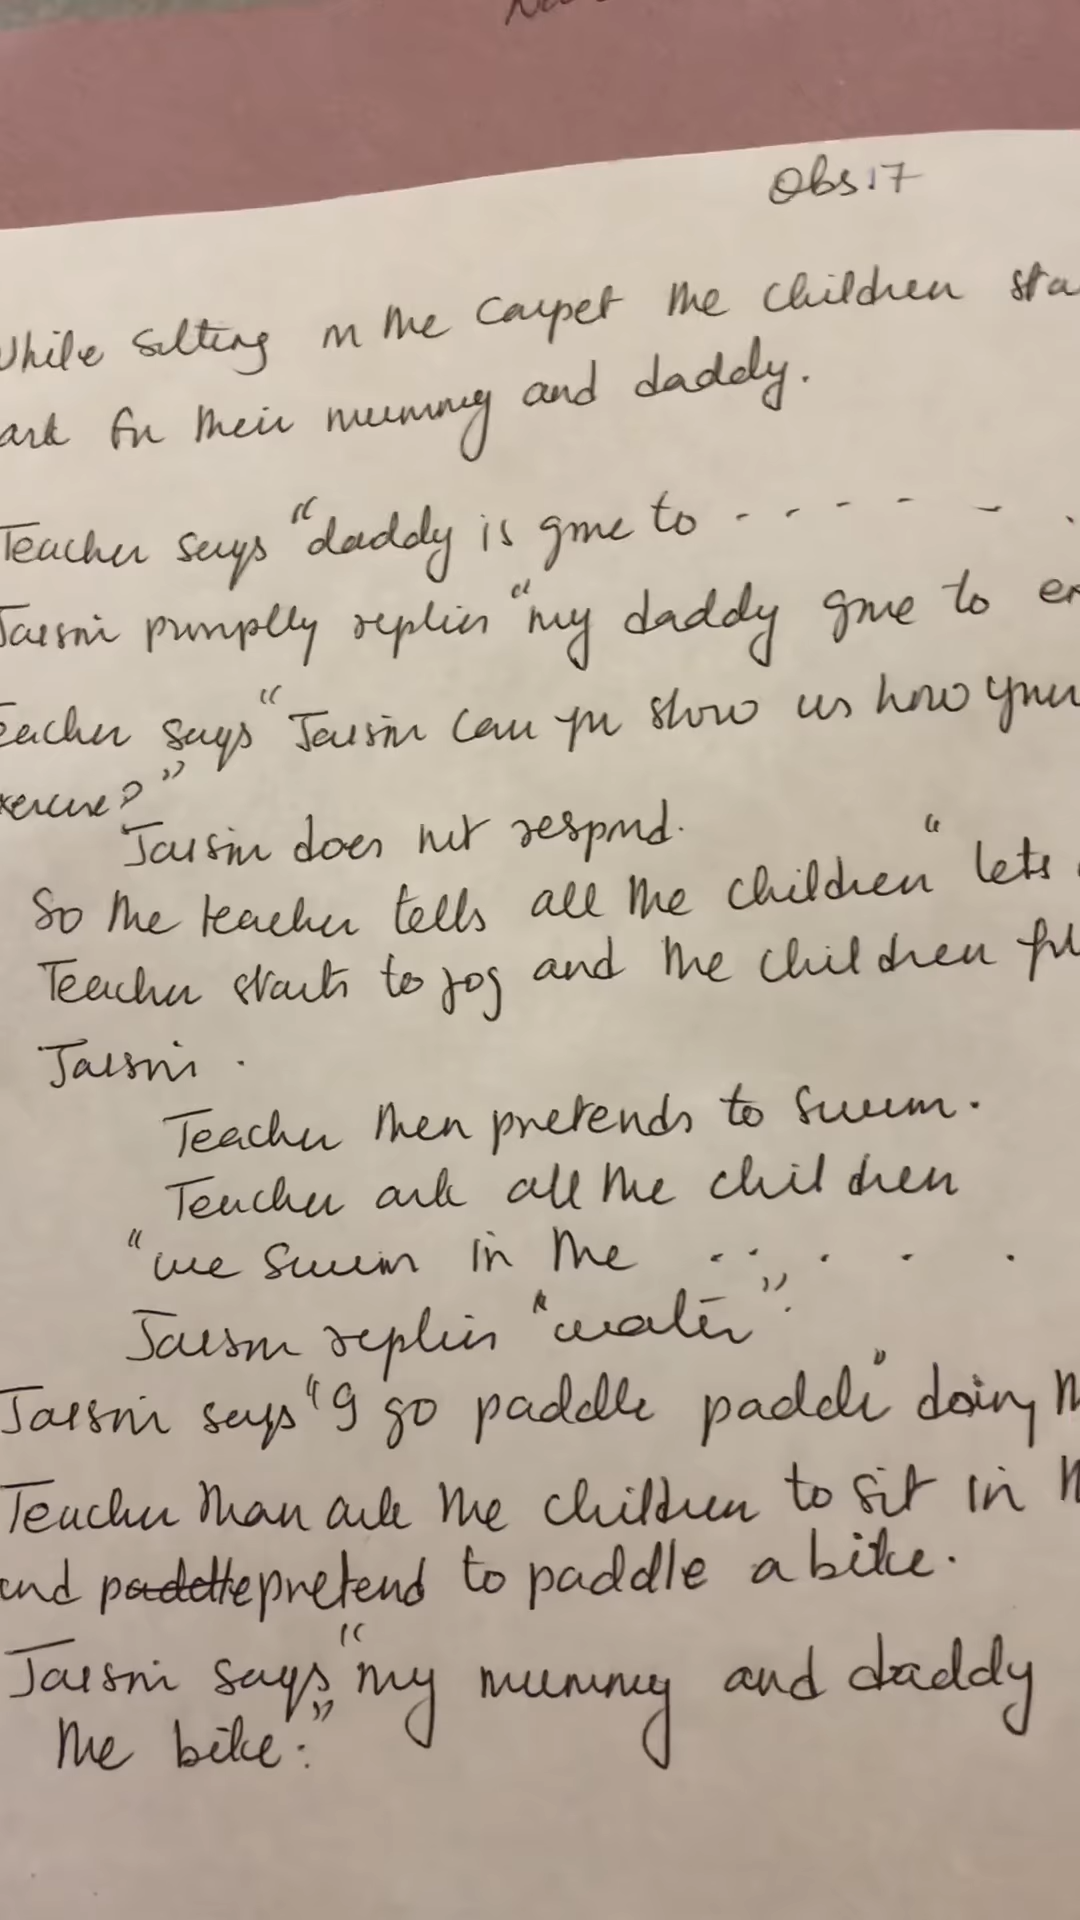 Obs 17
While sitting on the carpet the children sta
ask for their mummy and daddy.
Teacher says "daddy is gone to - - - - - .
Jaisni promptly replies "my daddy gone to
Teacher says "Jaisni can you show us how your
exercise?"
Jaisni does not respond.
So the teacher tells all the children "lets
Teacher starts to jog and the children
Jaisni.
Teacher then pretends to swim.
Teacher ask all the children
"we swim in the . . . . .
Jaisni replies "water".
Jaisni says "I go paddle paddle" doing
Teacher than ask the children to sit in
and paddle pretend to paddle a bike.
Jaisni says "my mummy and daddy
the bike."